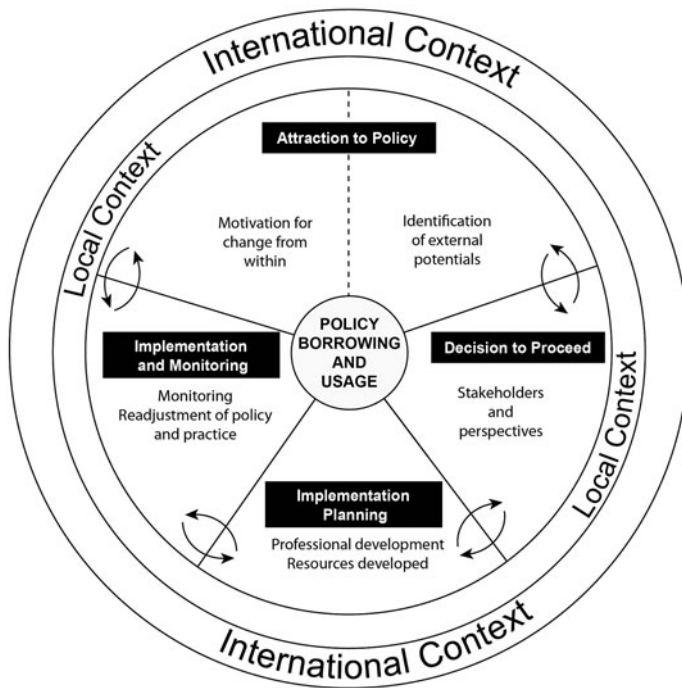 International Context
Local Context
Attraction to Policy
Motivation for
change from
within
Identification
of external
potentials
POLICY
BORROWING
AND
USAGE
Implementation
and Monitoring
Monitoring
Readjustment of policy
and practice
Decision to Proceed
Stakeholders
and
perspectives
Local Context
Implementation
Planning
Professional development
Resources developed
International Context